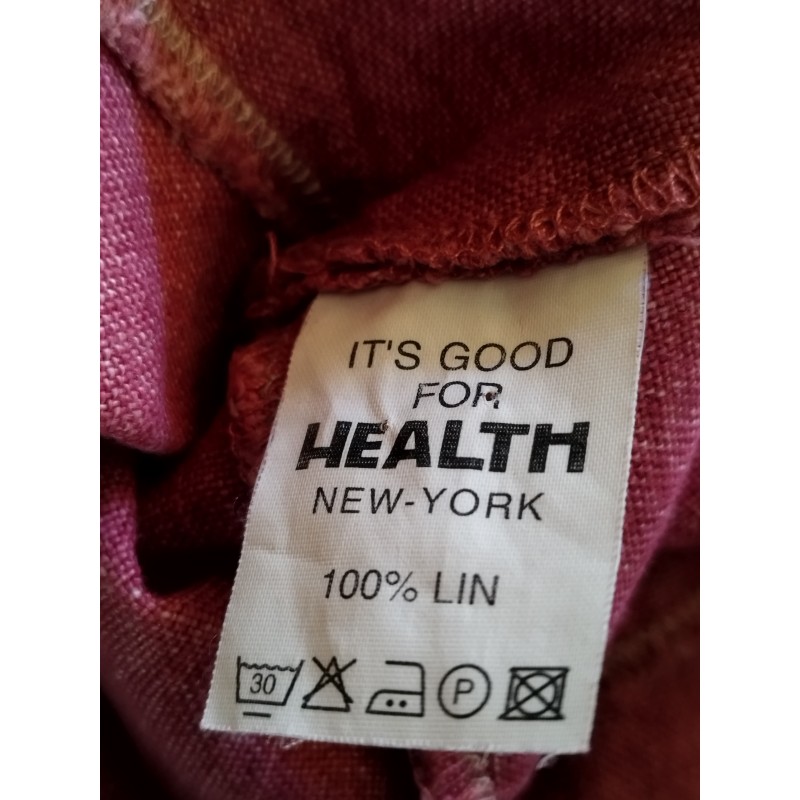 IT'S GOOD
FOR
HEALTH
NEW-YORK
100% LIN
30 P